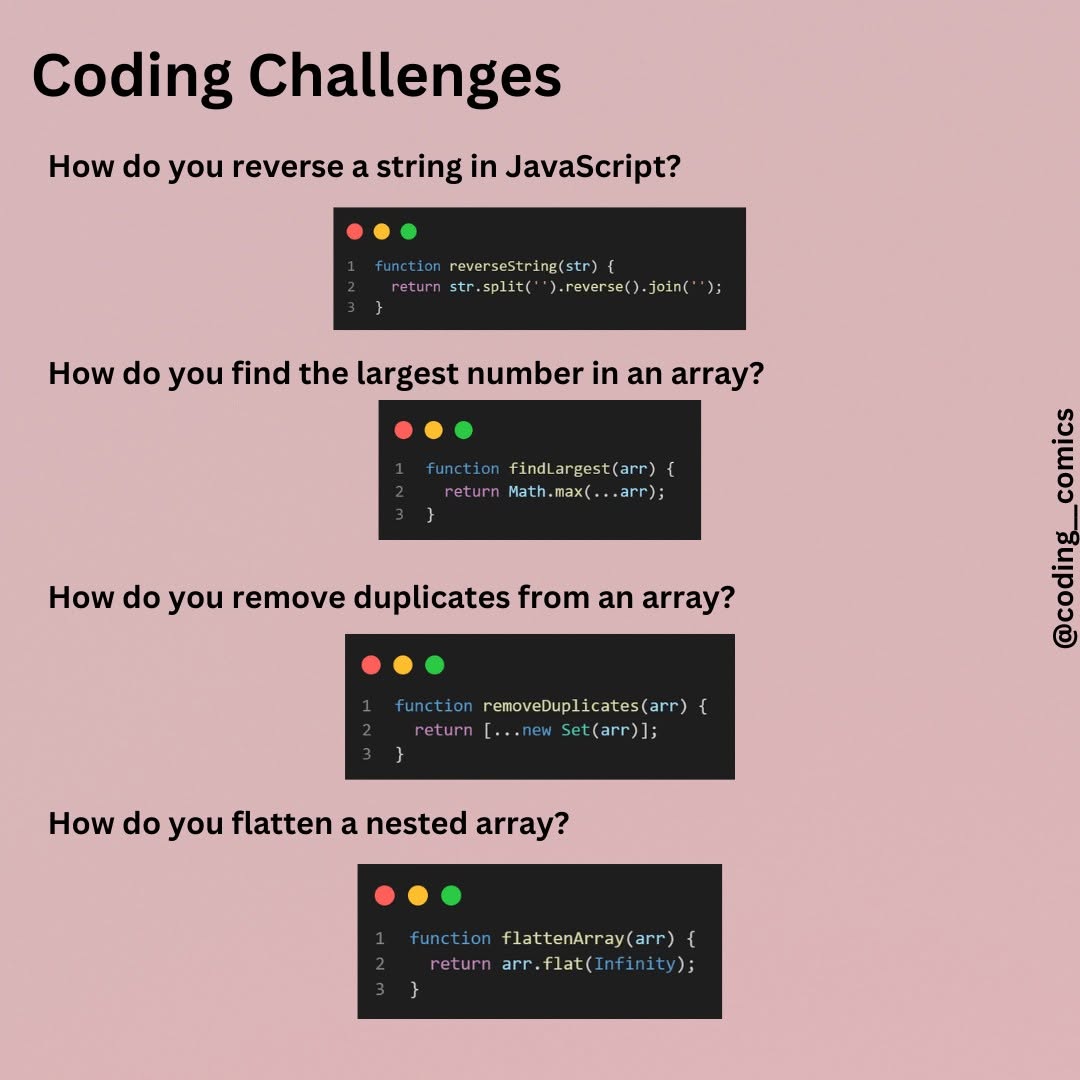 Coding Challenges
How do you reverse a string in JavaScript?
1 function reverseString(str) {
2   return str.split('').reverse().join('');
3 }
How do you find the largest number in an array?
1 function findLargest(arr) {
2   return Math.max(...arr);
3 }
How do you remove duplicates from an array?
1 function removeDuplicates(arr) {
2   return [...new Set(arr)];
3 }
How do you flatten a nested array?
1 function flattenArray(arr) {
2   return arr.flat(Infinity);
3 }
@coding__comics